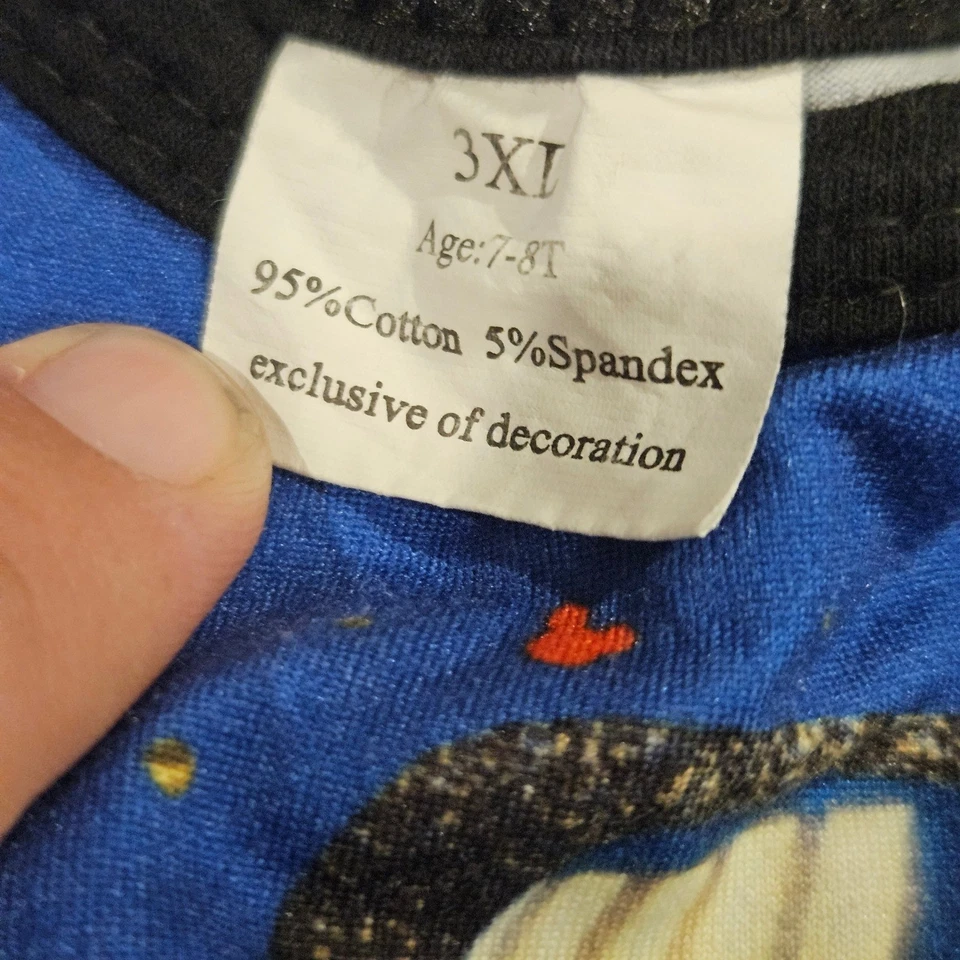 3XL
Age:7-8T
95%Cotton 5%Spandex
exclusive of decoration